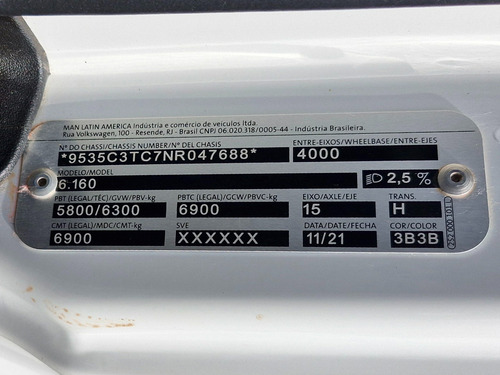 MAN LATIN AMERICA Indústria e comércio de veículos ltda.
Rua Volkswagen, 100 - Resende, RJ - Brasil CNPJ 06.020.318/0005-44 - Indústria Brasileira.
Nº DO CHASSI/CHASSIS NUMBER/Nº DEL CHASIS ENTRE-EIXOS/WHEELBASE/ENTRE-EJES
*9535C3TC7NR047688* 4000
MODELO/MODEL
6.160 2,5 %
PBT (LEGAL/TÉC)/GVW/PBV-kg PBTC (LEGAL)/GCW/PBVC-kg EIXO/AXLE/EJE TRANS.
5800/6300 6900 15 H
CMT (LEGAL)/MDC/CMT-kg SVE DATA/DATE/FECHA COR/COLOR
6900 XXXXXX 11/21 3B3B